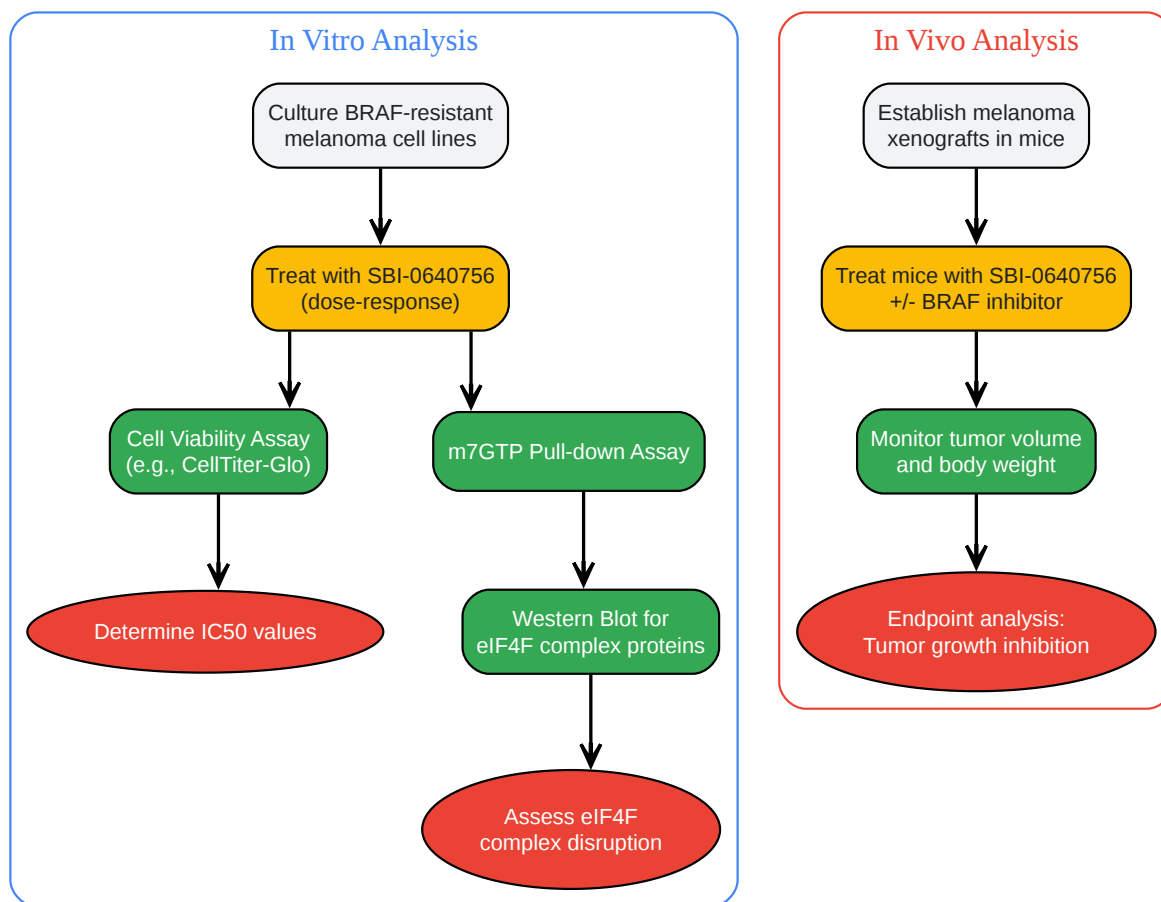 In Vitro Analysis
Culture BRAF-resistant
melanoma cell lines
Treat with SBI-0640756
(dose-response)
Cell Viability Assay
(e.g., CellTiter-Glo)
m7GTP Pull-down Assay
Determine IC50 values
Western Blot for
eIF4F complex proteins
Assess eIF4F
complex disruption
In Vivo Analysis
Establish melanoma
xenografts in mice
Treat mice with SBI-0640756
+/- BRAF inhibitor
Monitor tumor volume
and body weight
Endpoint analysis:
Tumor growth inhibition